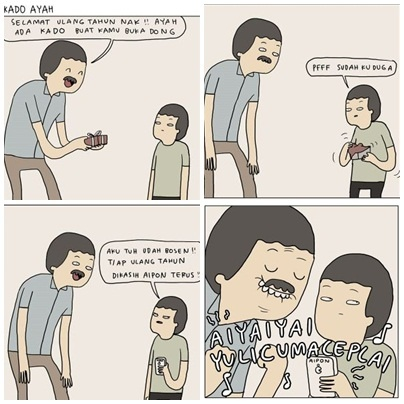 KADO AYAH
SELAMAT ULANG TAHUN NAK !! AYAH
ADA KADO BUAT KAMU BUKA DONG
PFFF SUDAH KU DUGA
AKU TUH UDAH BOSEN !!
TIAP ULANG TAHUN
DIKASIH AIPON TERUS !
AIYAIYAI
YULICUMACEPLAI
AIPON